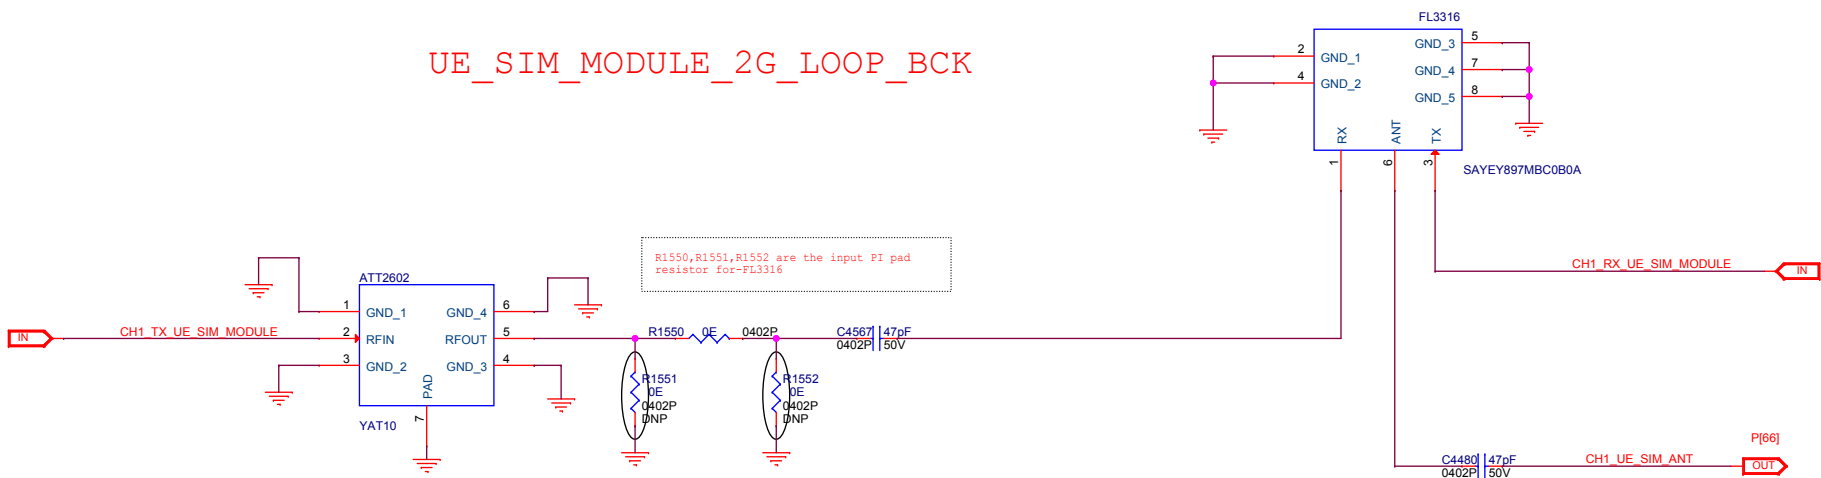 FL3316
UE_SIM_MODULE_2G_LOOP_BCK
2
4
GND_1
GND_2
GND_3
GND_4
GND_5
5
7
8
RX
ANT
TX
1
6
3
SAYEY897MBC0B0A
R1550,R1551,R1552 are the input PI pad
resistor for-FL3316
CH1_RX_UE_SIM_MODULE
IN
ATT2602
1
GND_1
GND_4
6
IN
CH1_TX_UE_SIM_MODULE
2
RFIN
RFOUT
5
3
GND_2
GND_3
4
PAD
7
YAT10
R1550
0E
0402P
C4567
47pF
0402P
50V
R1551
0E
0402P
DNP
R1552
0E
0402P
DNP
P[66]
C4480
47pF
0402P
50V
CH1_UE_SIM_ANT
OUT